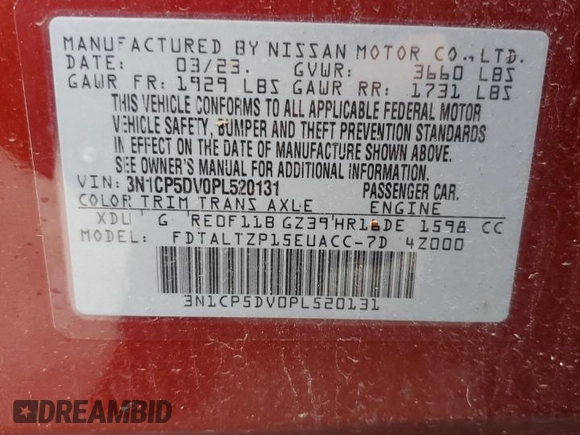 MANUFACTURED BY NISSAN MOTOR CO.,LTD.
DATE: 03/23. GVWR: 3660 LBS
GAWR FR: 1929 LBS GAWR RR: 1731 LBS
THIS VEHICLE CONFORMS TO ALL APPLICABLE FEDERAL MOTOR
VEHICLE SAFETY, BUMPER AND THEFT PREVENTION STANDARDS
IN EFFECT ON THE DATE OF MANUFACTURE SHOWN ABOVE.
SEE OWNER'S MANUAL FOR ADDITIONAL INFORMATION.
VIN: 3N1CP5DV0PL520131 PASSENGER CAR.
COLOR TRIM TRANS AXLE ENGINE
XDU G RE0F11B GZ39 HR16DE 1598 CC
MODEL: FDTALTZP15EUACC-7D 4Z000
3N1CP5DV0PL520131
DREAMBID